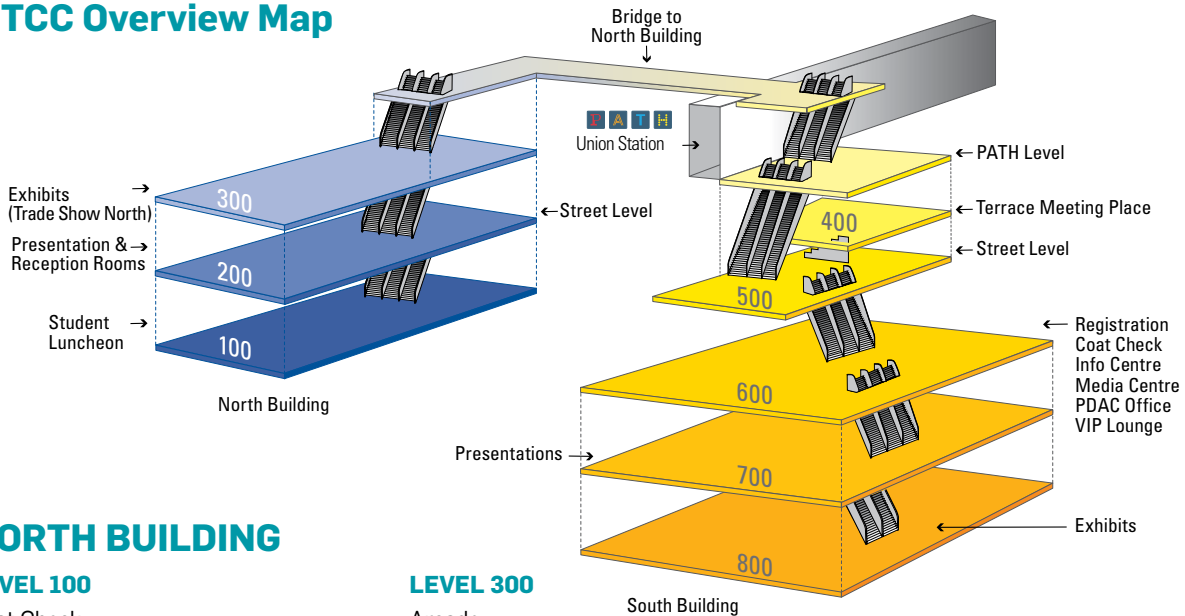 TCC Overview Map
Bridge to
North Building
PATH
Union Station
PATH Level
Terrace Meeting Place
Street Level
Exhibits
(Trade Show North)
Presentation &
Reception Rooms
Student
Luncheon
300
200
100
Street Level
North Building
400
500
600
700
800
Registration
Coat Check
Info Centre
Media Centre
PDAC Office
VIP Lounge
Presentations
Exhibits
South Building
ORTH BUILDING
VEL 100
LEVEL 300